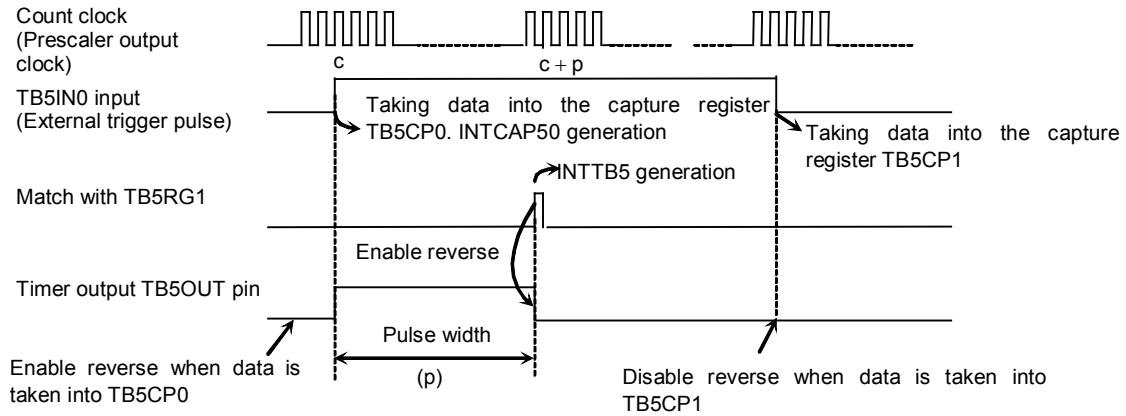 Count clock
(Prescaler output
clock)
c
c + p
TB5IN0 input
(External trigger pulse)
Taking data into the capture register
TB5CP0. INTCAP50 generation
Taking data into the capture
register TB5CP1
INTTB5 generation
Match with TB5RG1
Enable reverse
Timer output TB5OUT pin
Pulse width
(p)
Enable reverse when data is
taken into TB5CP0
Disable reverse when data is taken into
TB5CP1